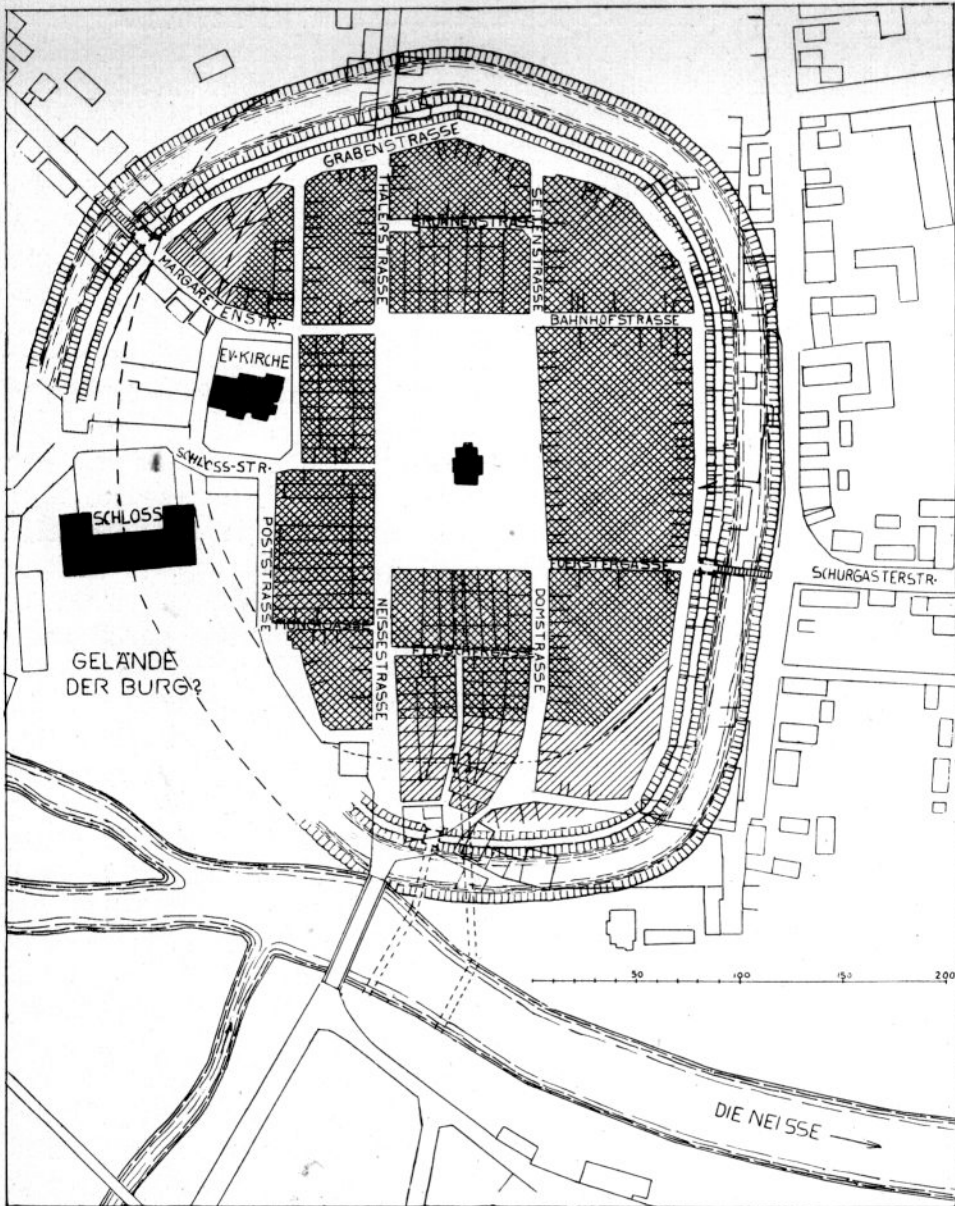 GRABENSTRASSE
THALERSTRASSE
BRUNNENSTRASSE
SEITENSTRASSE
MARGARETENSTR.
BAHNHOFSTRASSE
EV. KIRCHE
SCHLOSS-STR.
SCHLOSS
POSTSTRASSE
NEISSESTRASSE
DOMSTRASSE
SCHURGASTERSTR.
FLEISCHERGASSE
GELÄNDE
DER BURG?
50 100 150 200
DIE NEISSE